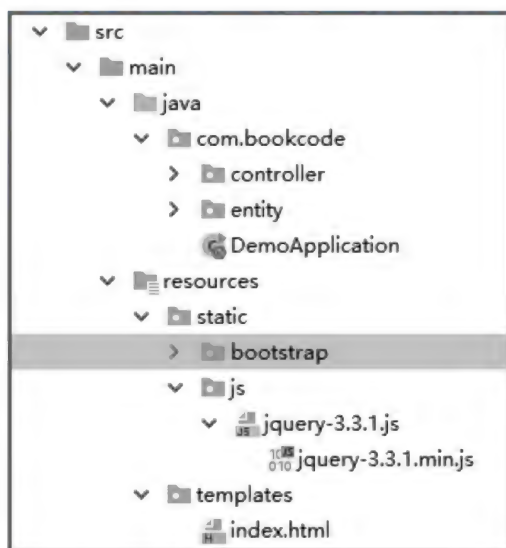 src
main
java
com.bookcode
controller
entity
DemoApplication
resources
static
bootstrap
js
jquery-3.3.1.js
jquery-3.3.1.min.js
templates
index.html